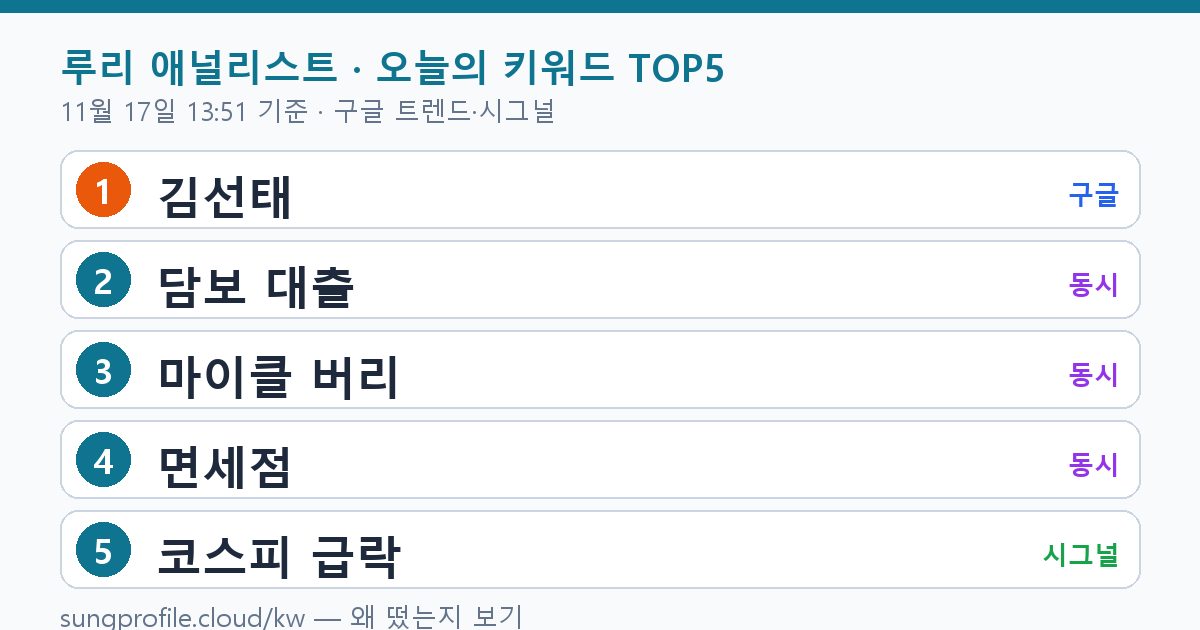 루리 애널리스트 · 오늘의 키워드 TOP5
11월 17일 13:51 기준 · 구글 트렌드·시그널
1 김선태 구글
2 담보 대출 동시
3 마이클 버리 동시
4 면세점 동시
5 코스피 급락 시그널
sungprofile.cloud/kw — 왜 떴는지 보기